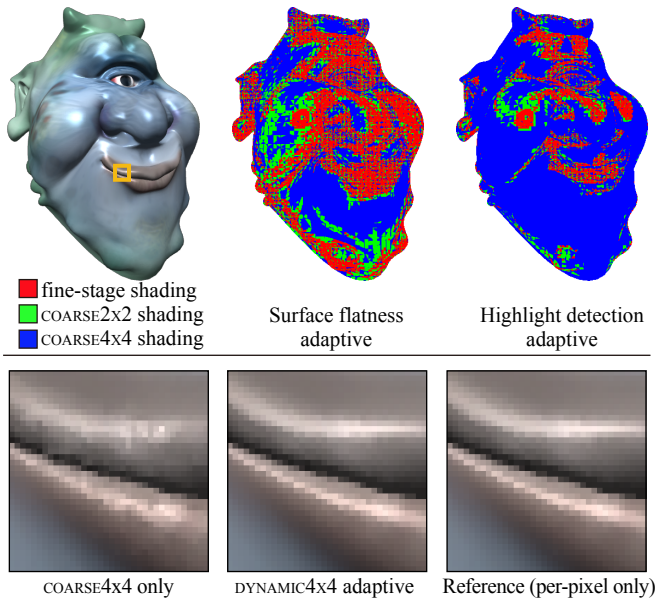 fine-stage shading
COARSE2X2 shading
COARSE4X4 shading
Surface flatness
adaptive
Highlight detection
adaptive
COARSE4X4 only
DYNAMIC4X4 adaptive
Reference (per-pixel only)